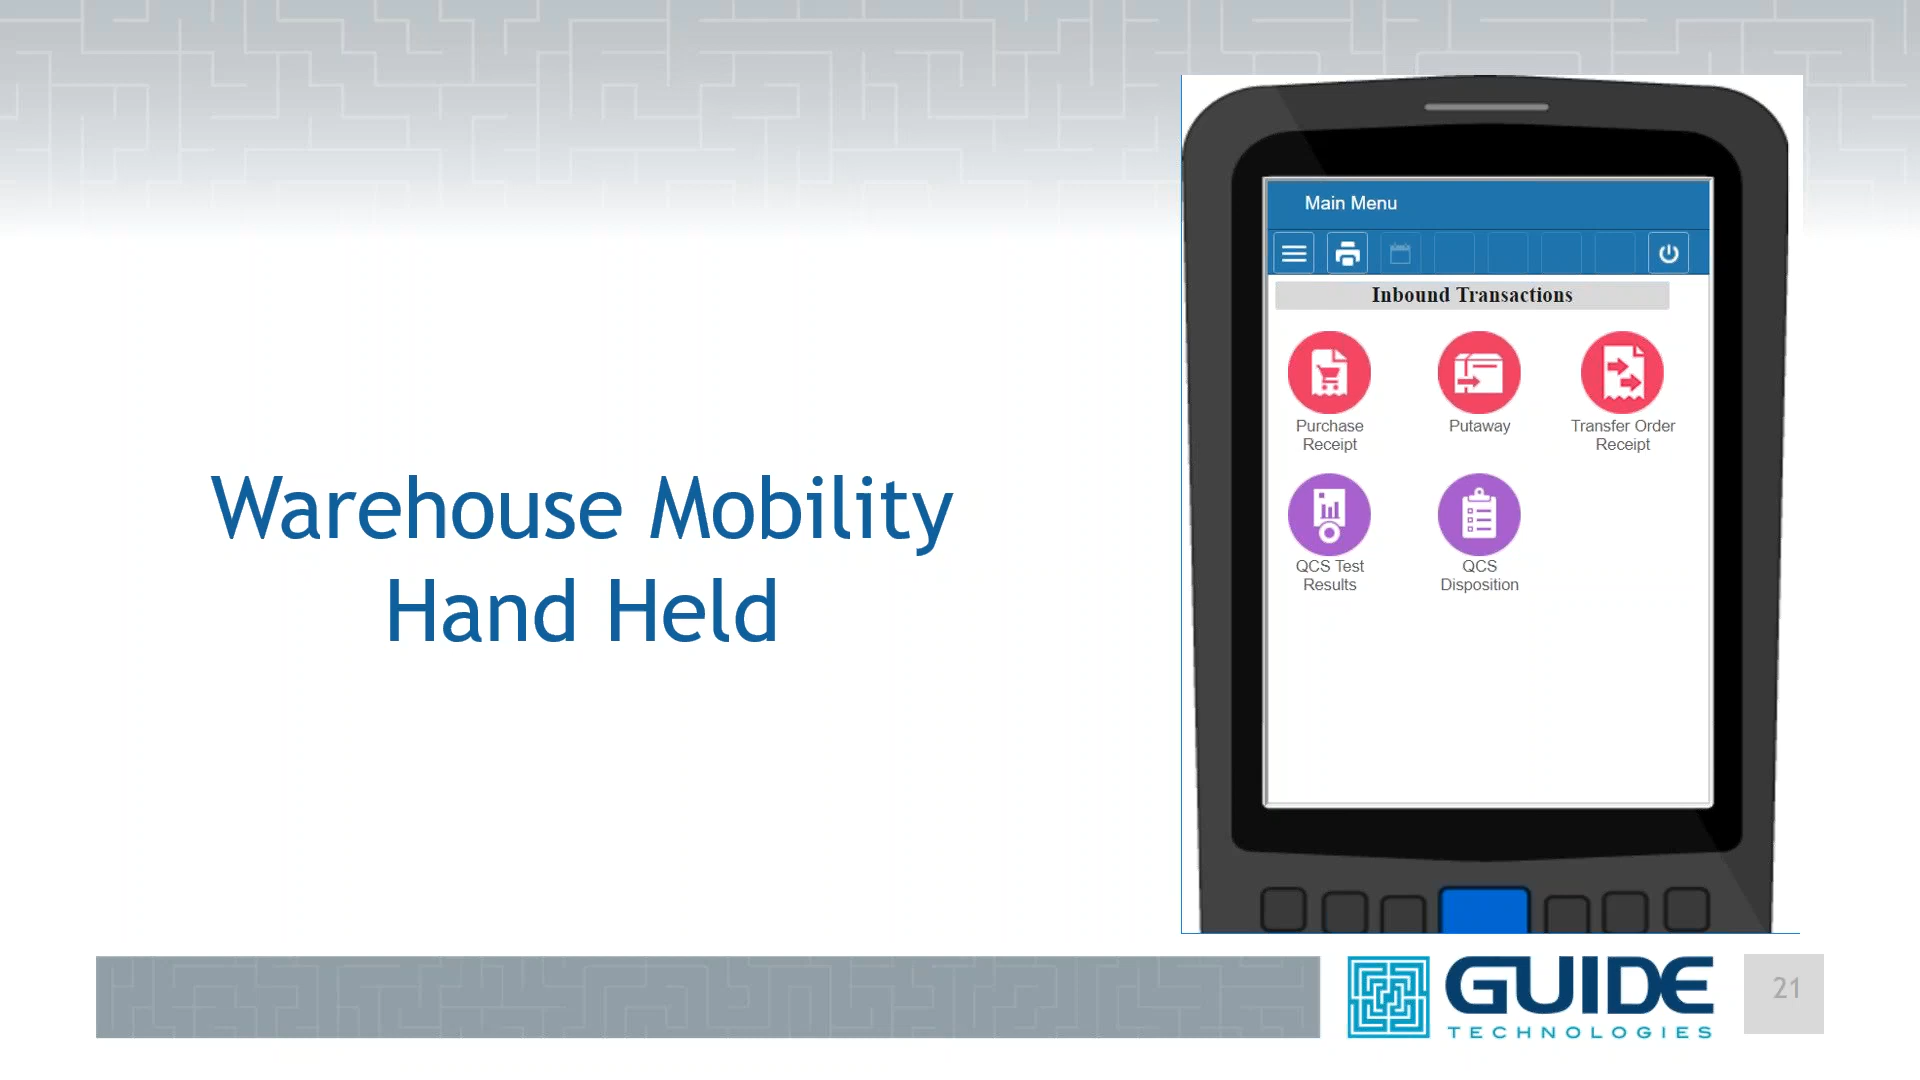 Warehouse Mobility
Hand Held
Main Menu
Inbound Transactions
Purchase
Receipt
Putaway
Transfer Order
Receipt
QCS Test
Results
QCS
Disposition
GUIDE
TECHNOLOGIES
21